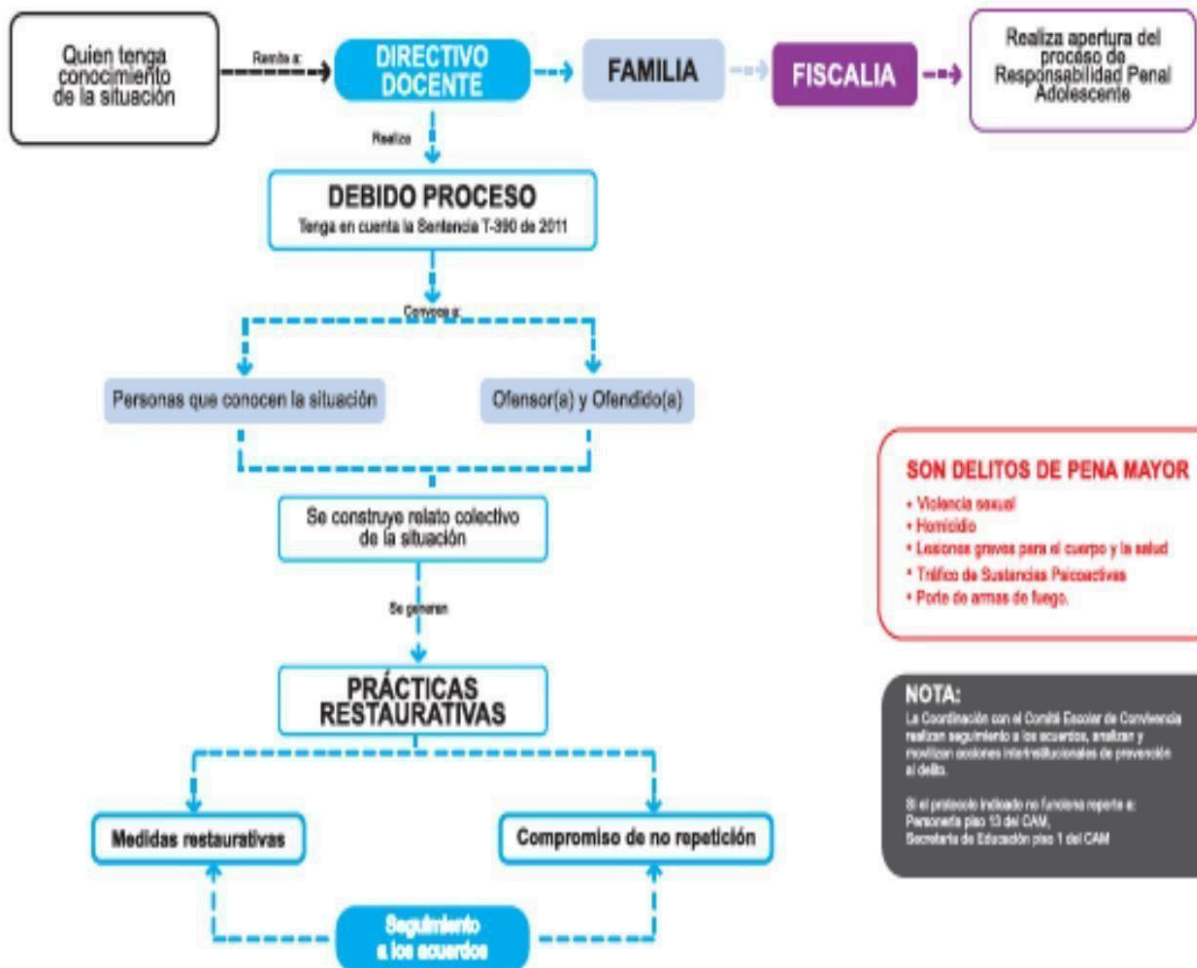 Quien tenga
conocimiento
de la situación
Remite a:
DIRECTIVO
DOCENTE
FAMILIA
FISCALIA
Realiza apertura del
proceso de
Responsabilidad Penal
Adolescente
Realiza
DEBIDO PROCESO
Tenga en cuenta la Sentencia T-390 de 2011
Convoca a:
Personas que conocen la situación
Ofensor(a) y Ofendido(a)
Se construye relato colectivo
de la situación
Se generan
PRÁCTICAS
RESTAURATIVAS
Medidas restaurativas
Compromiso de no repetición
Seguimiento
a los acuerdos
SON DELITOS DE PENA MAYOR
• Violencia sexual
• Homicidio
• Lesiones graves para el cuerpo y la salud
• Tráfico de Sustancias Psicoactivas
• Porte de armas de fuego.
NOTA:
La Coordinación con el Comité Escolar de Convivencia
realizan seguimiento a los acuerdos, analizan y
movilizan acciones interinstitucionales de prevención
al delito.
Si el protocolo indicado no funciona reporte a:
Personería piso 13 del CAM,
Secretaría de Educación piso 1 del CAM